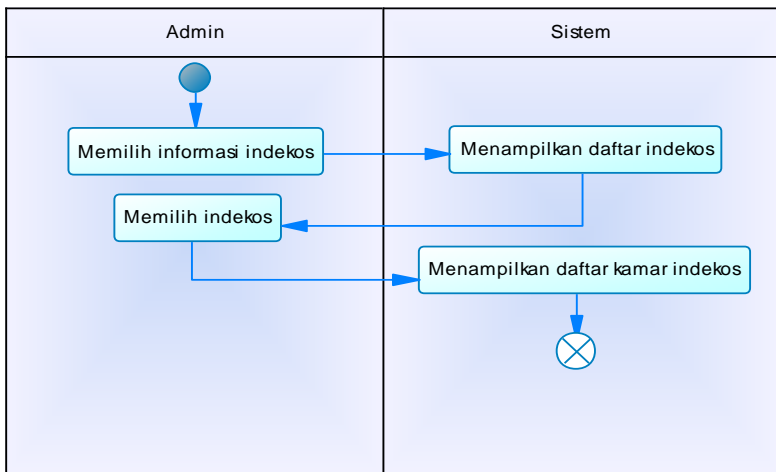 Admin
Sistem
Memilih informasi indekos
Menampilkan daftar indekos
Memilih indekos
Menampilkan daftar kamar indekos